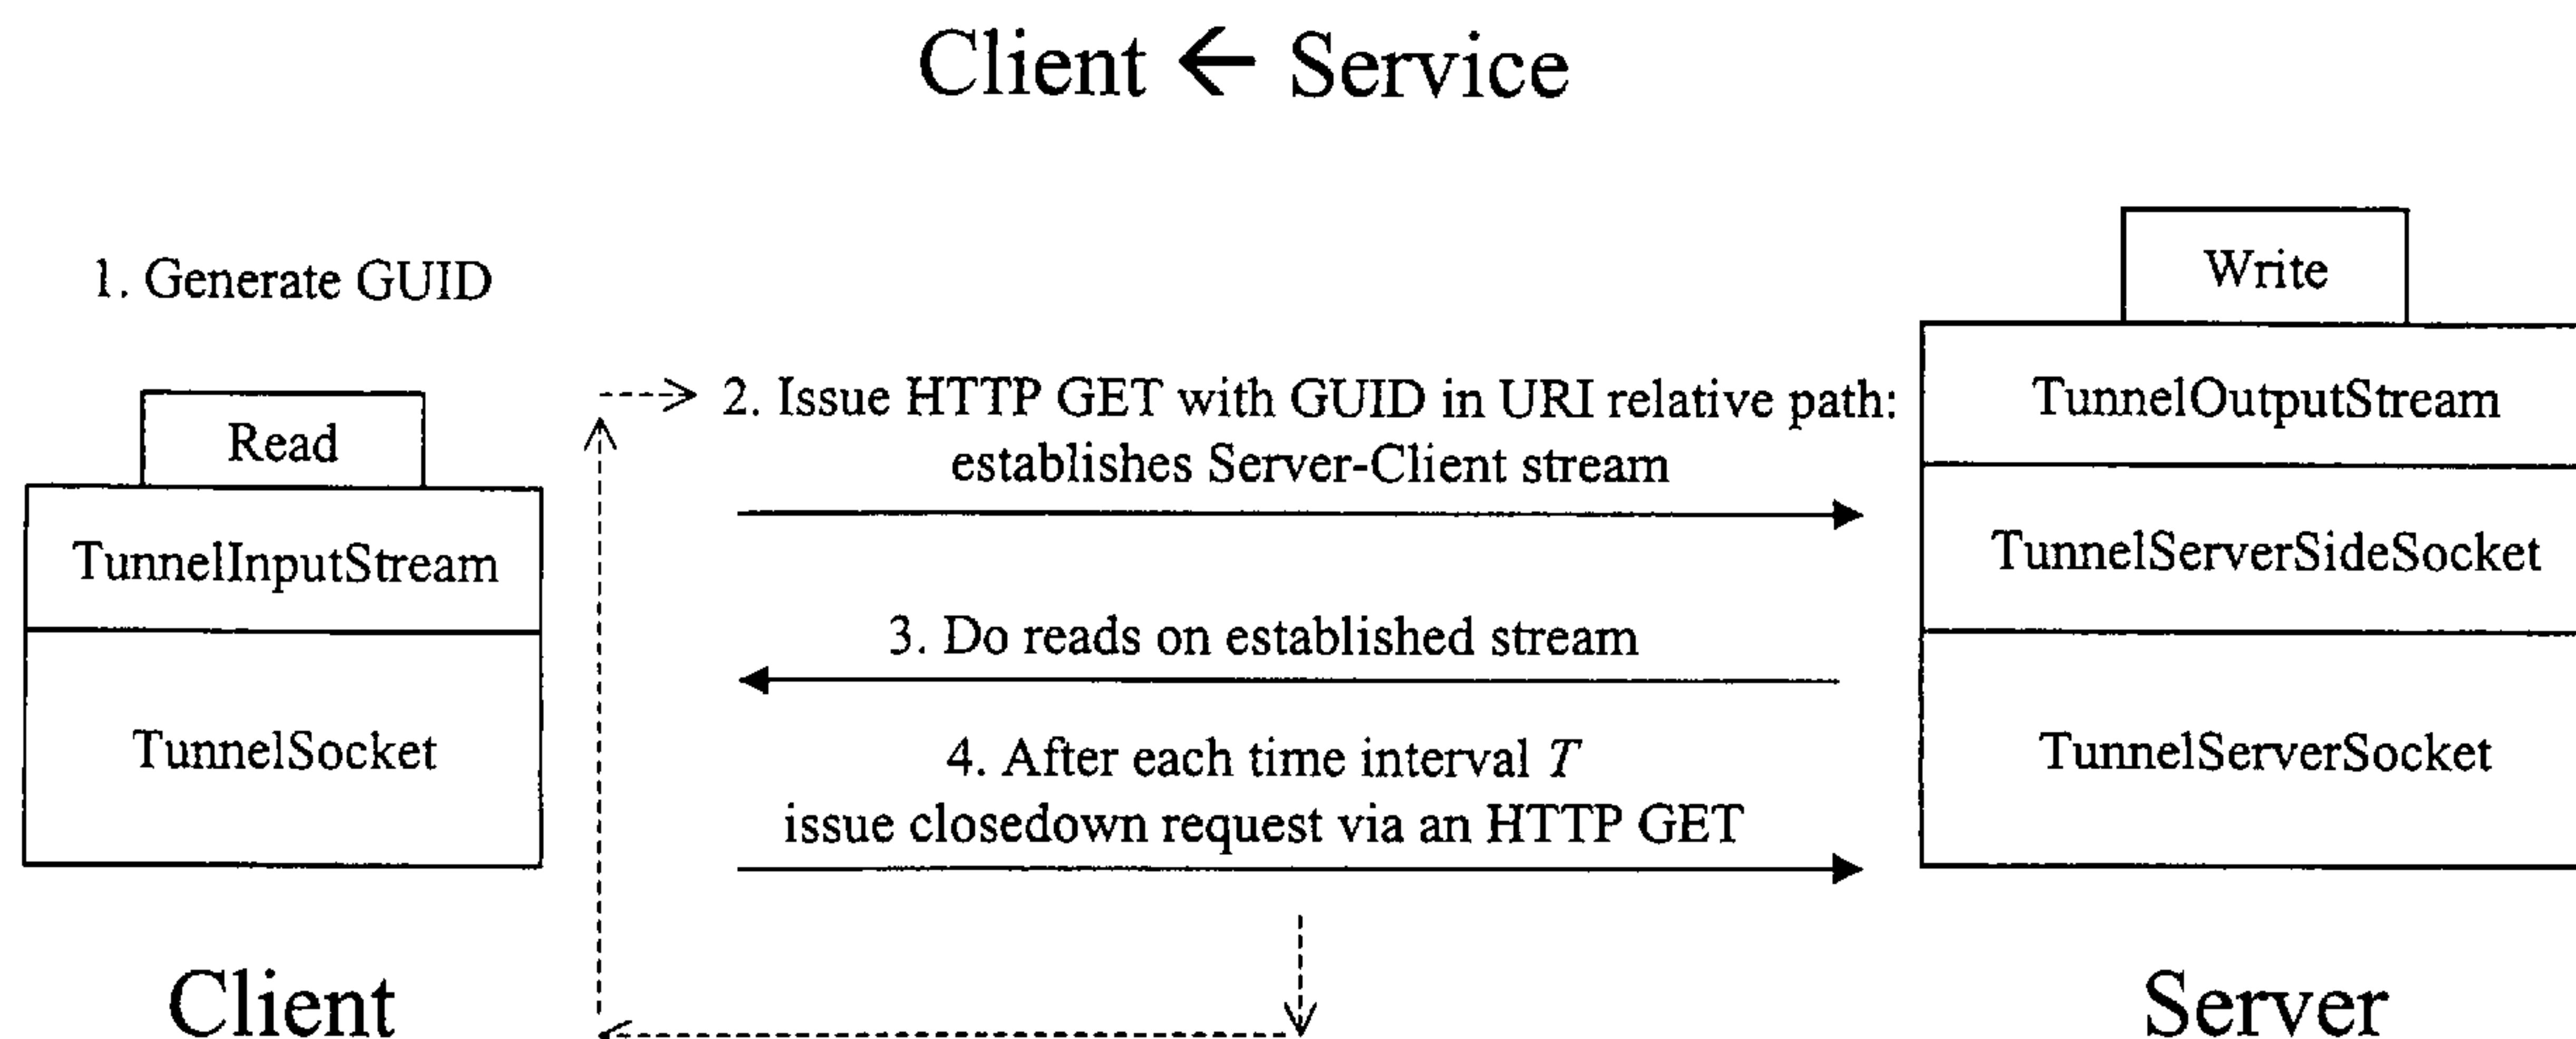 Client ← Service
1. Generate GUID
Read
TunnelInputStream
TunnelSocket
Client
2. Issue HTTP GET with GUID in URI relative path:
establishes Server-Client stream
3. Do reads on established stream
4. After each time interval T
issue closedown request via an HTTP GET
Write
TunnelOutputStream
TunnelServerSideSocket
TunnelServerSocket
Server